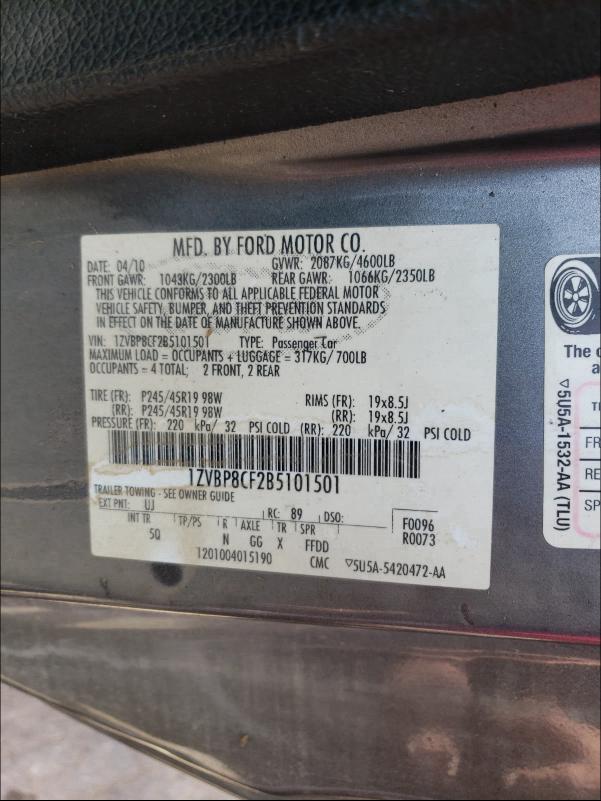 MFD. BY FORD MOTOR CO.
DATE: 04/10 GVWR: 2087KG/4600LB
FRONT GAWR: 1043KG/2300LB REAR GAWR: 1066KG/2350LB
THIS VEHICLE CONFORMS TO ALL APPLICABLE FEDERAL MOTOR
VEHICLE SAFETY, BUMPER, AND THEFT PREVENTION STANDARDS
IN EFFECT ON THE DATE OF MANUFACTURE SHOWN ABOVE.
VIN: 1ZVBP8CF2B5101501 TYPE: Passenger Car
MAXIMUM LOAD = OCCUPANTS + LUGGAGE = 317KG/700LB
OCCUPANTS = 4 TOTAL; 2 FRONT, 2 REAR
TIRE (FR): P245/45R19 98W RIMS (FR): 19x8.5J
(RR): P245/45R19 98W (RR): 19x8.5J
PRESSURE (FR): 220 kPa/ 32 PSI COLD (RR): 220 kPa/ 32 PSI COLD
1ZVBP8CF2B5101501
TRAILER TOWING - SEE OWNER GUIDE
EXT PNT: UJ RC: 89 DSO:
INT TR TP/PS R AXLE TR SPR F0096
5Q N GG X FFDD R0073
1201004015190 CMC ▽5U5A-5420472-AA
The
a
FR
SP
▽5U5A-1532-AA (TLU)